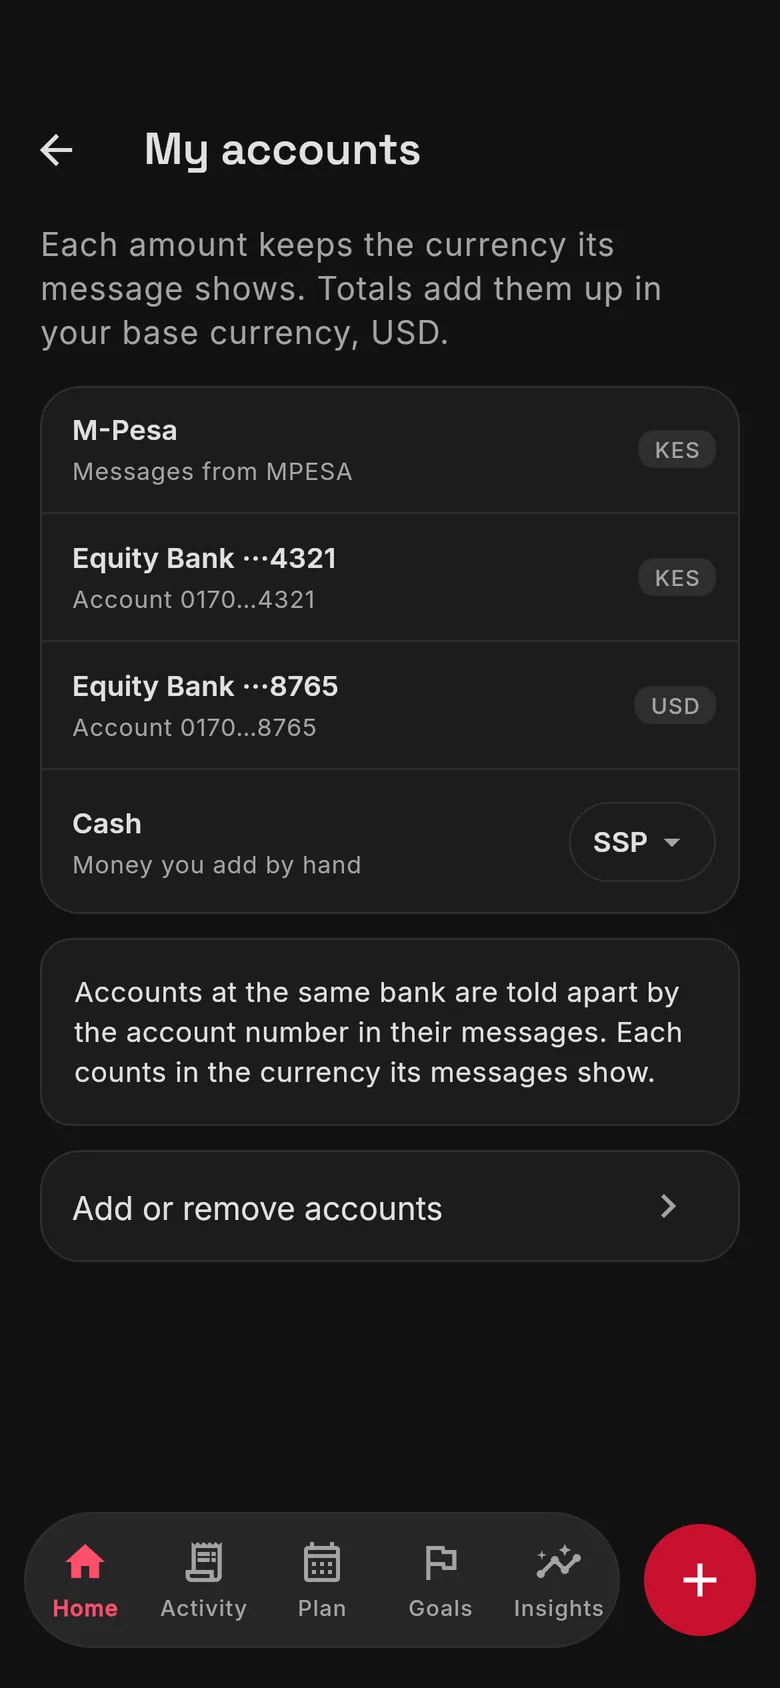 My accounts
Each amount keeps the currency its
message shows. Totals add them up in
your base currency, USD.
M-Pesa
Messages from MPESA
KES
Equity Bank ···4321
Account 0170...4321
KES
Equity Bank ···8765
Account 0170...8765
USD
Cash
Money you add by hand
SSP
Accounts at the same bank are told apart by
the account number in their messages. Each
counts in the currency its messages show.
Add or remove accounts
Home
Activity
Plan
Goals
Insights